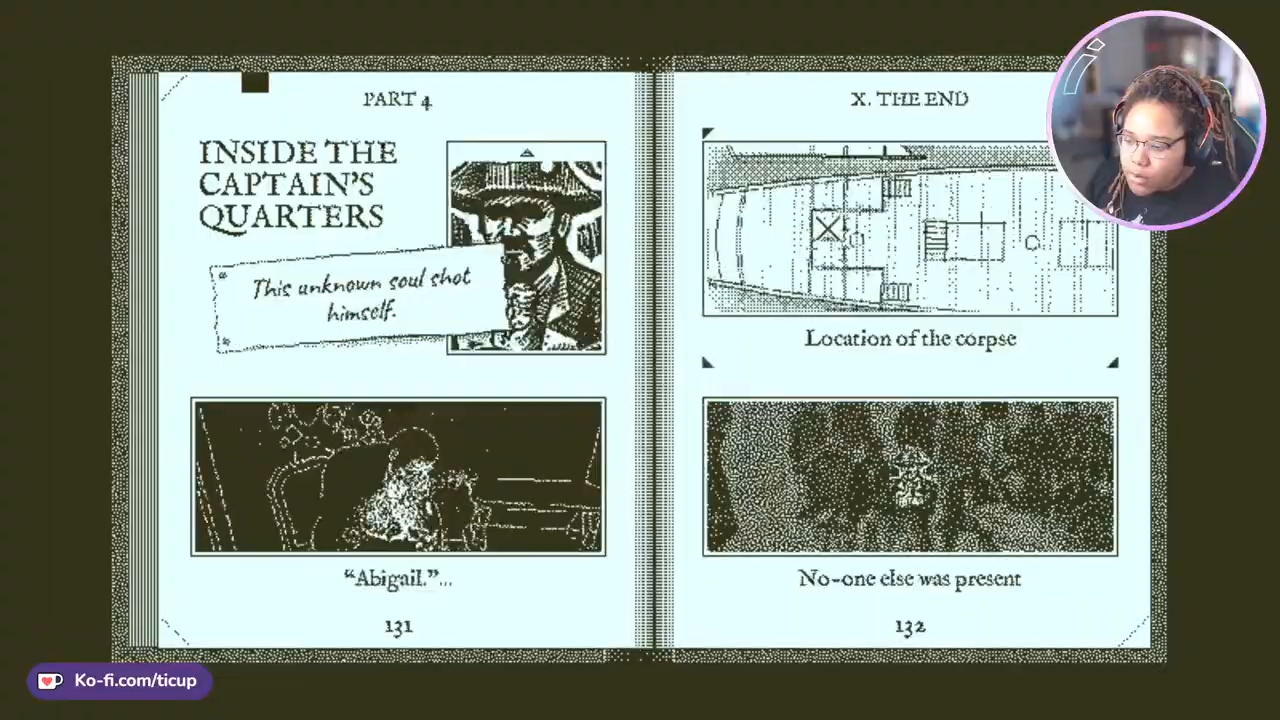 PART 4
INSIDE THE
CAPTAIN'S
QUARTERS
This unknown soul shot
himself.
"Abigail."...
131
X. THE END
Location of the corpse
No-one else was present
132
Ko-fi.com/ticup